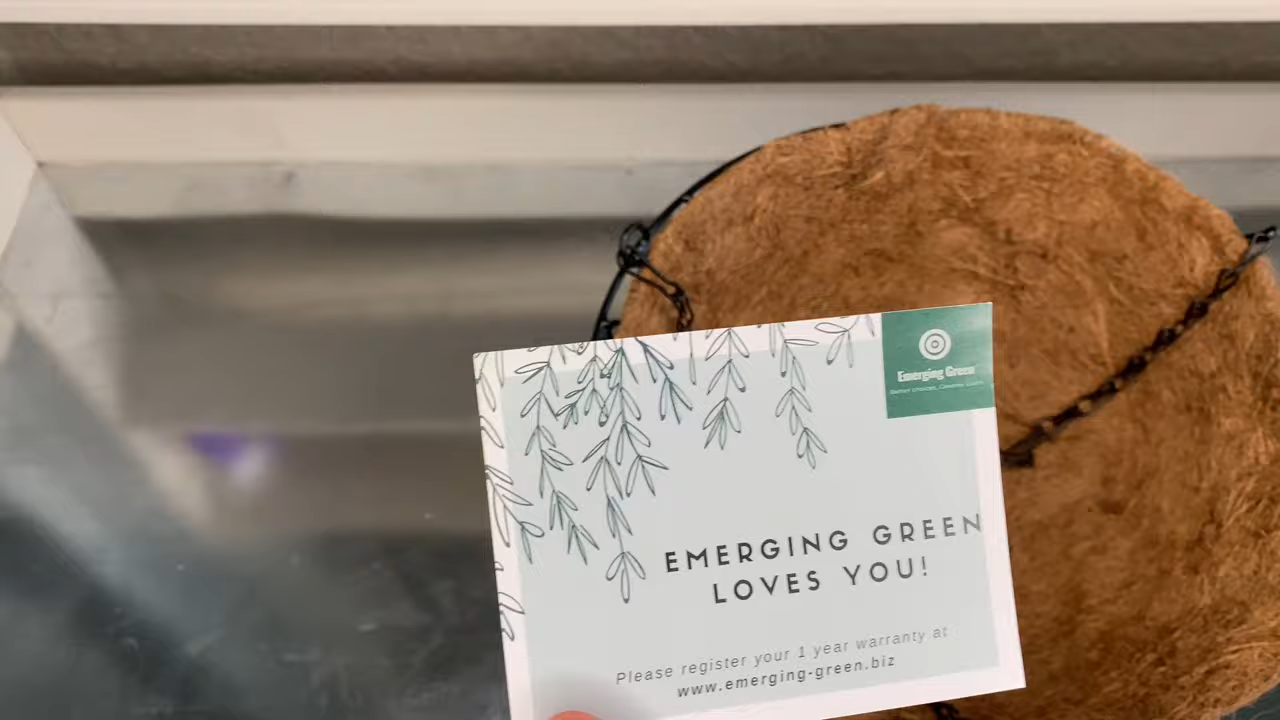 Emerging Green
EMERGING GREEN
LOVES YOU!
Please register your 1 year warranty at
www.emerging-green.biz